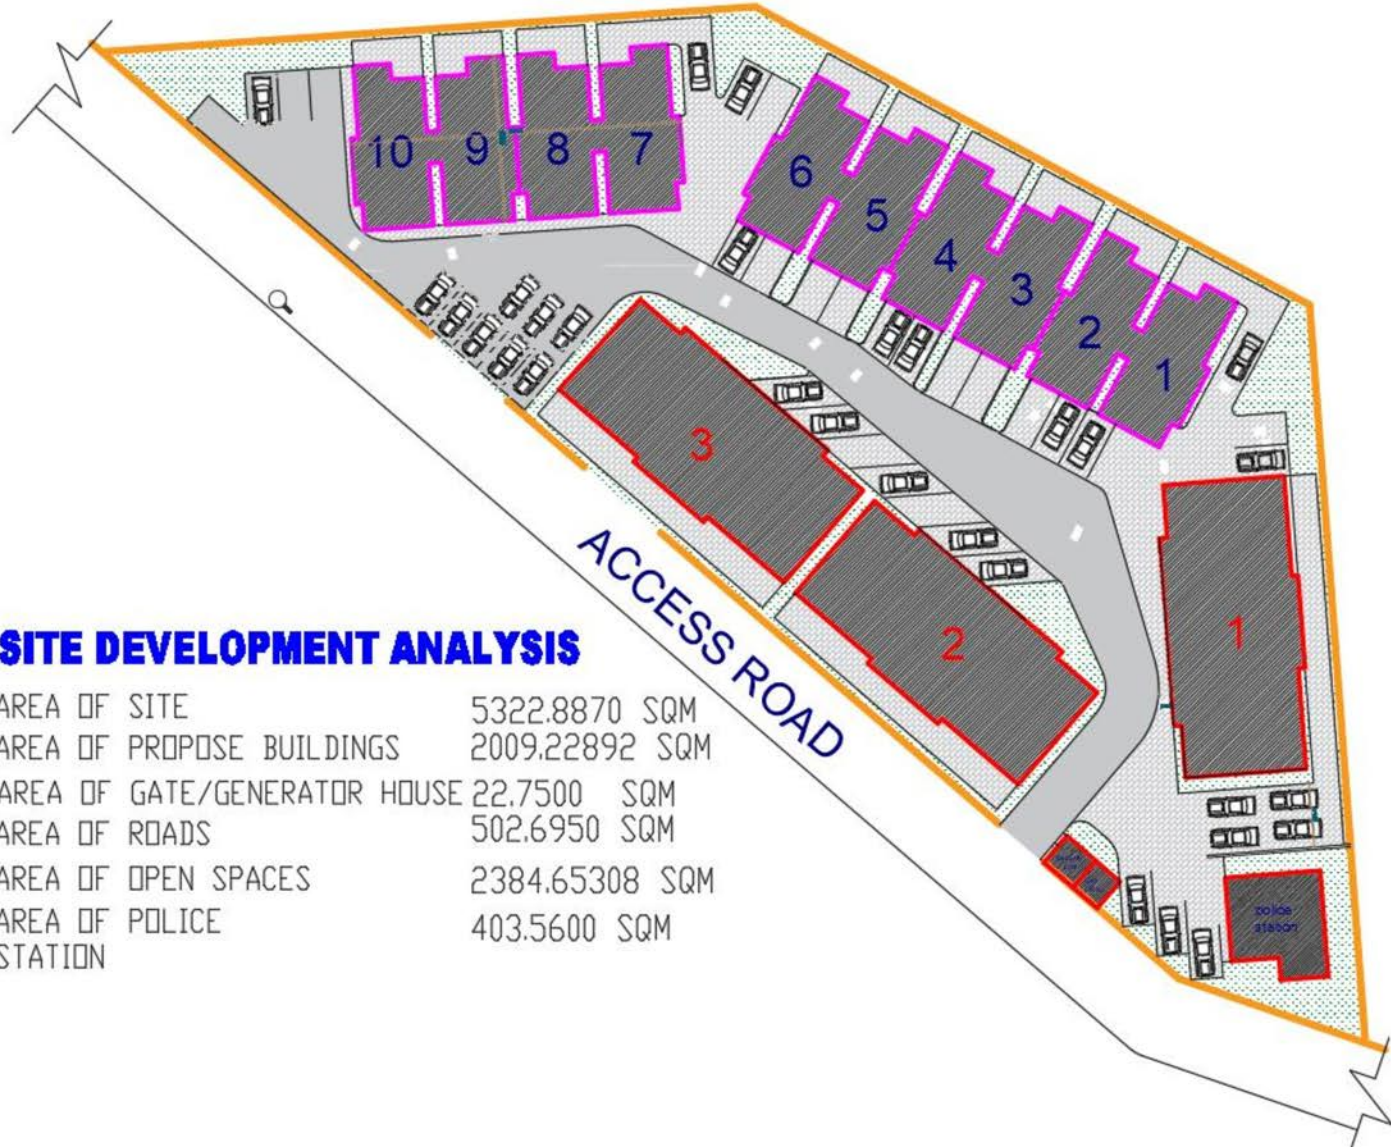 10
9
8
7
6
5
4
3
2
1
3
2
1
ACCESS ROAD
police
station
SITE DEVELOPMENT ANALYSIS
AREA OF SITE 5322.8870 SQM
AREA OF PROPOSE BUILDINGS 2009.22892 SQM
AREA OF GATE/GENERATOR HOUSE 22.7500 SQM
AREA OF ROADS 502.6950 SQM
AREA OF OPEN SPACES 2384.65308 SQM
AREA OF POLICE 403.5600 SQM
STATION